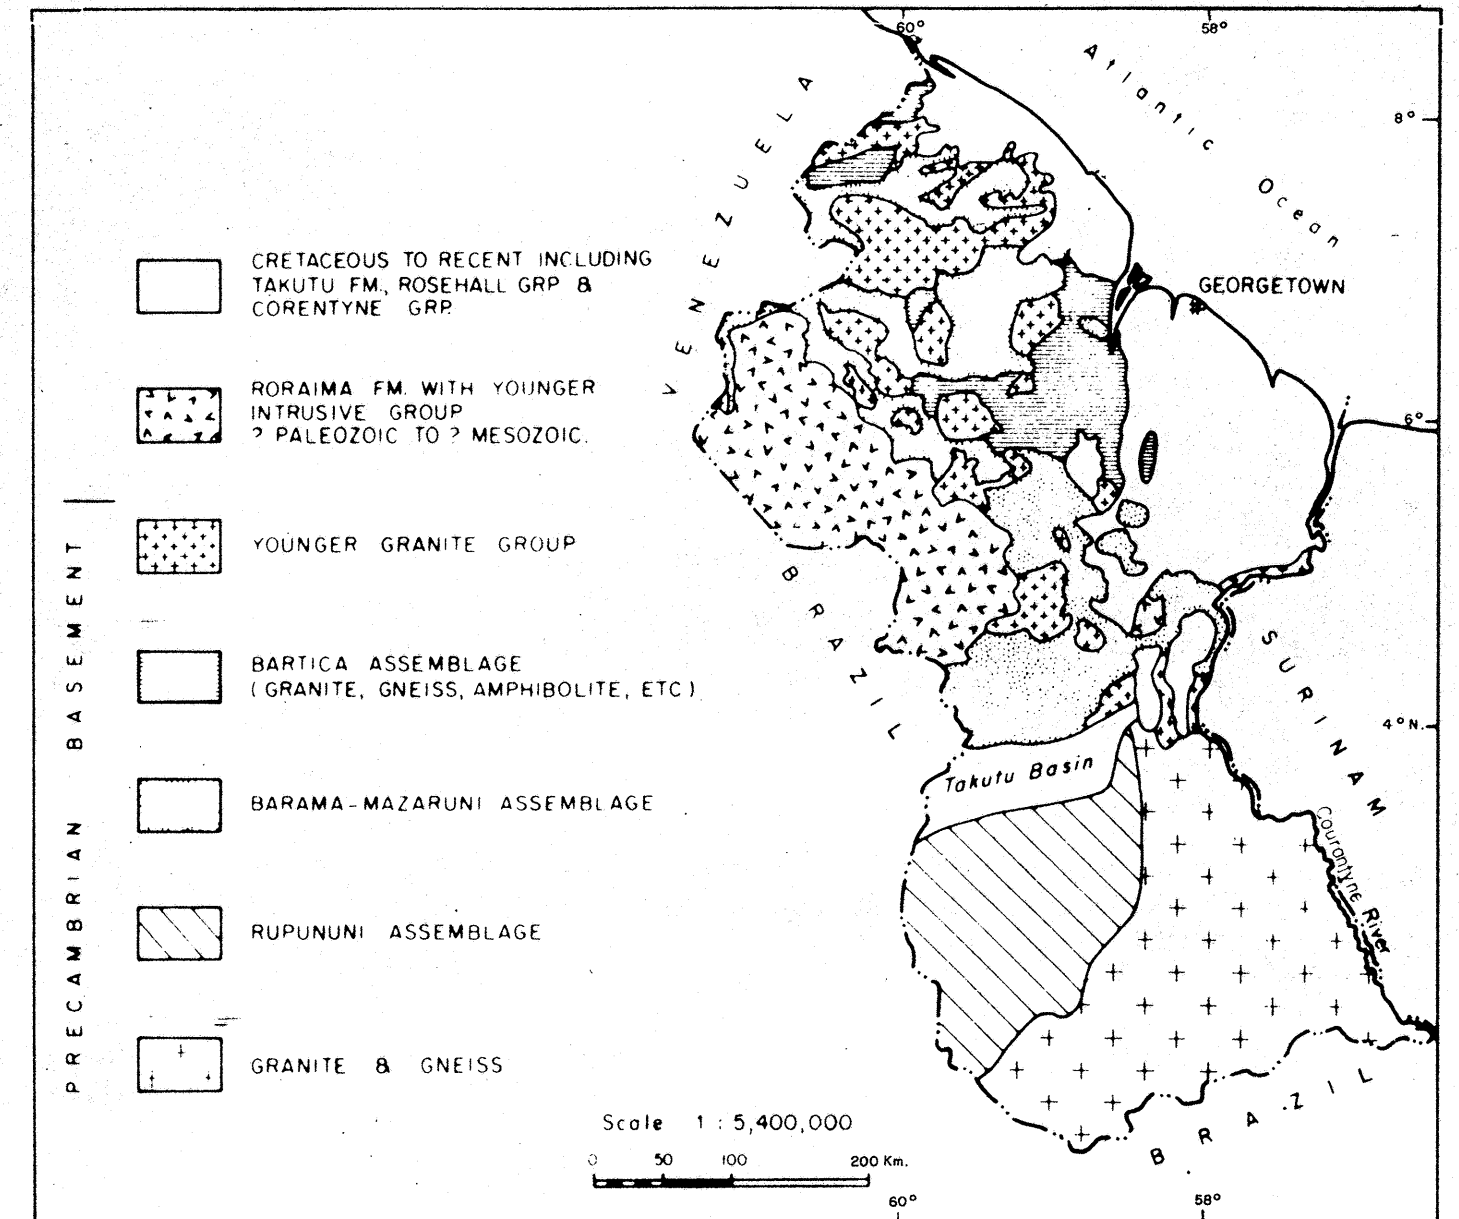 60°
58°
Atlantic Ocean
8°
VENEZUELA
CRETACEOUS TO RECENT INCLUDING
TAKUTU FM., ROSEHALL GRP &
CORENTYNE GRP.
GEORGETOWN
RORAIMA FM. WITH YOUNGER
INTRUSIVE GROUP
? PALEOZOIC TO ? MESOZOIC.
6°
YOUNGER GRANITE GROUP
BRAZIL
BARTICA ASSEMBLAGE
(GRANITE, GNEISS, AMPHIBOLITE, ETC)
SURINAM
4°N.
Takutu Basin
BARAMA-MAZARUNI ASSEMBLAGE
Courantyne River
RUPUNUNI ASSEMBLAGE
PRECAMBRIAN BASEMENT
GRANITE & GNEISS
BRAZIL
Scale 1 : 5,400,000
0 50 100 200 Km.
60°
58°